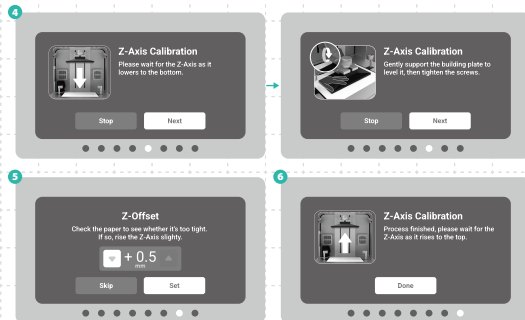 4
Z-Axis Calibration
Please wait for the Z-Axis as it
lowers to the bottom.
Stop
Next
Z-Axis Calibration
Gently support the building plate to
level it, then tighten the screws.
Stop
Next
5
Z-Offset
Check the paper to see whether it's too tight.
If so, rise the Z-Axis slighty.
+ 0.5
mm
Skip
Set
6
Z-Axis Calibration
Process finished, please wait for the
Z-Axis as it rises to the top.
Done